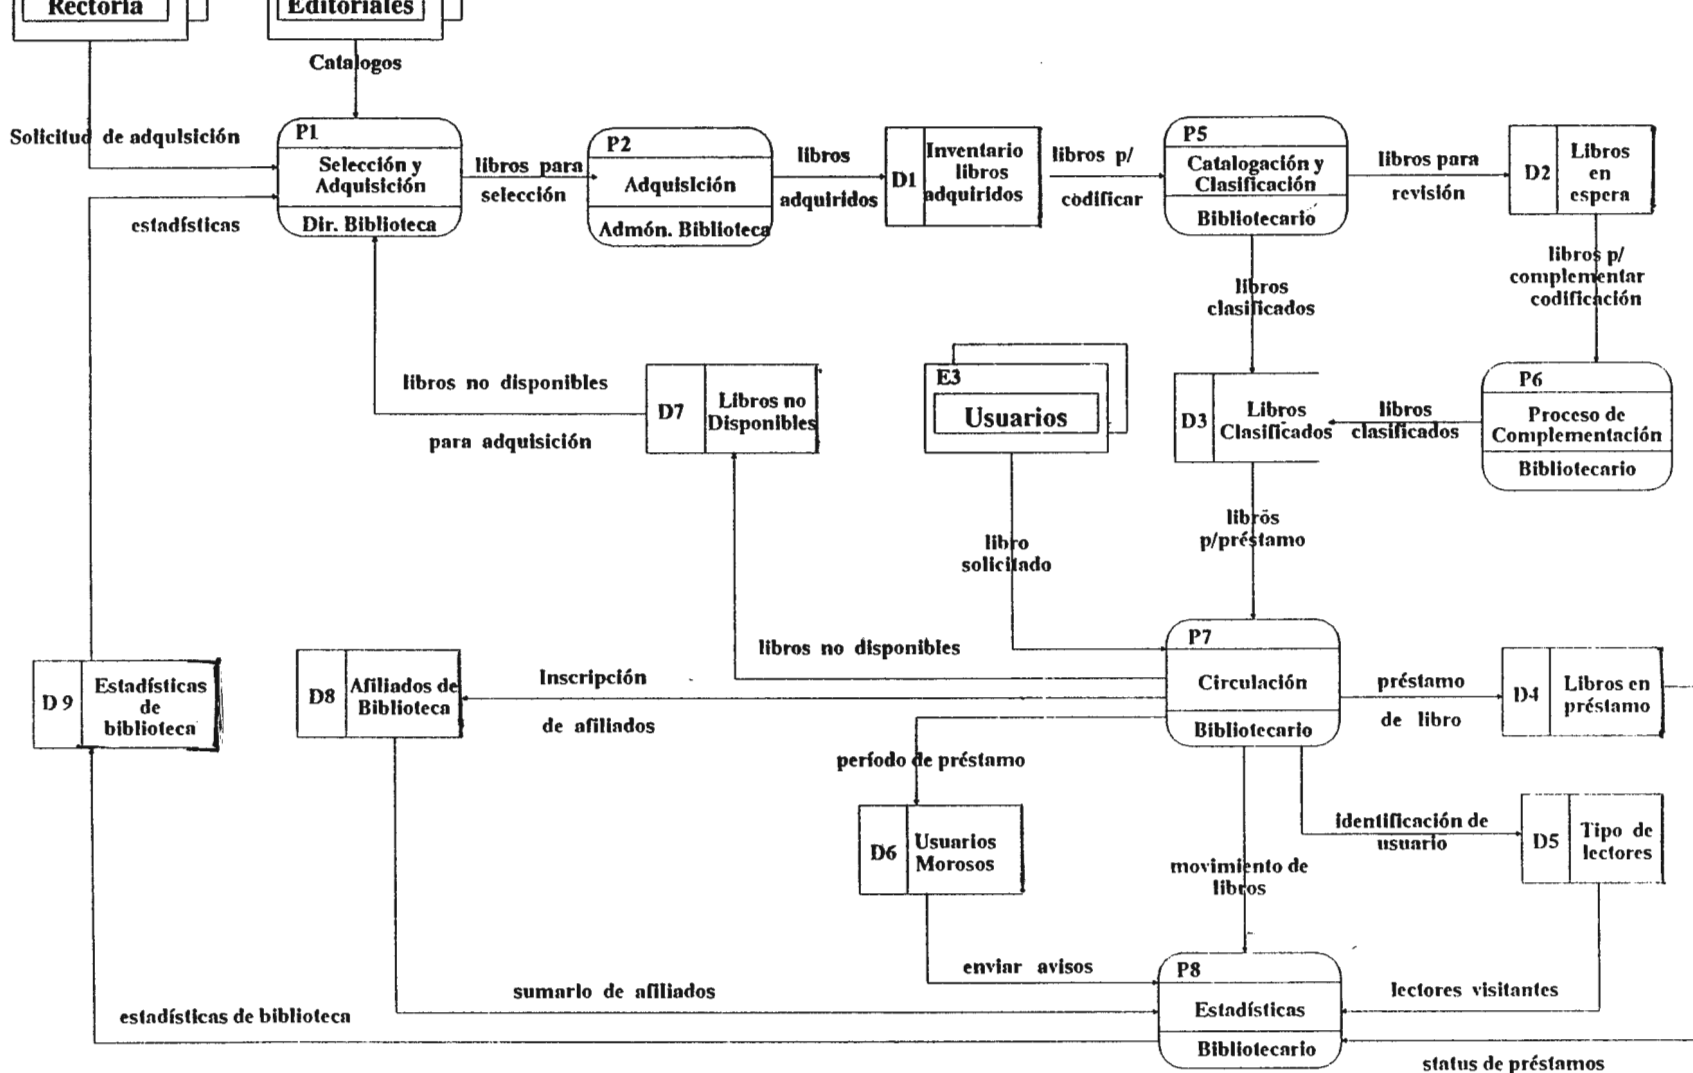 Rectoría
Editoriales
Catalogos
Solicitud de adquisición
P1
Selección y
Adquisición
Dir. Biblioteca
estadísticas
libros para
selección
P2
Adquisición
Admón. Biblioteca
libros
adquiridos
D1
Inventario
libros
adquiridos
libros p/
codificar
P5
Catalogación y
Clasificación
Bibliotecario
libros para
revisión
D2
Libros
en
espera
libros p/
complementar
codificación
libros
clasificados
libros no disponibles
para adquisición
D7
Libros no
Disponibles
E3
Usuarios
D3
Libros
Clasificados
libros
clasificados
P6
Proceso de
Complementación
Bibliotecario
libro
solicitado
libros
p/préstamo
D 9
Estadísticas
de
biblioteca
D8
Afiliados de
Biblioteca
Inscripción
de afiliados
libros no disponibles
P7
Circulación
Bibliotecario
préstamo
de libro
D4
Libros en
préstamo
período de préstamo
D6
Usuarios
Morosos
movimiento de
libros
identificación de
usuario
D5
Tipo de
lectores
enviar avisos
sumario de afiliados
estadísticas de biblioteca
P8
Estadísticas
Bibliotecario
lectores visitantes
status de préstamos